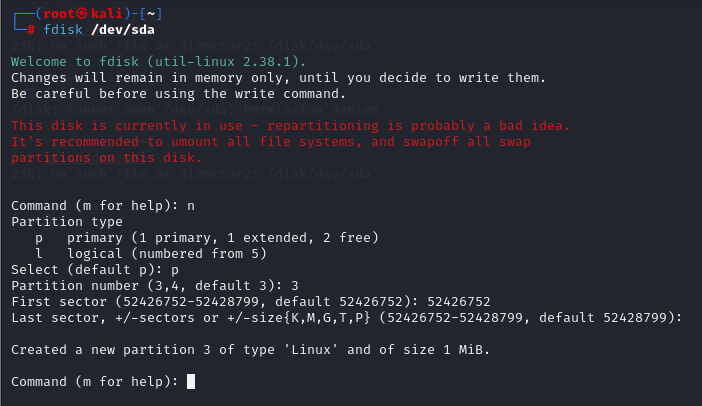 ┌──(root㉿kali)-[~]
└─# fdisk /dev/sda
zsh: no such file or directory: fdisk/dev/sda
Welcome to fdisk (util-linux 2.38.1).
Changes will remain in memory only, until you decide to write them.
Be careful before using the write command.
fdisk: cannot open /dev/sda: Permission denied
This disk is currently in use - repartitioning is probably a bad idea.
It's recommended to umount all file systems, and swapoff all swap
partitions on this disk.
zsh: no such file or directory: fdisk/dev/sda
Command (m for help): n
Partition type
p   primary (1 primary, 1 extended, 2 free)
l   logical (numbered from 5)
Select (default p): p
Partition number (3,4, default 3): 3
First sector (52426752-52428799, default 52426752): 52426752
Last sector, +/-sectors or +/-size{K,M,G,T,P} (52426752-52428799, default 52428799):
Created a new partition 3 of type 'Linux' and of size 1 MiB.
Command (m for help):